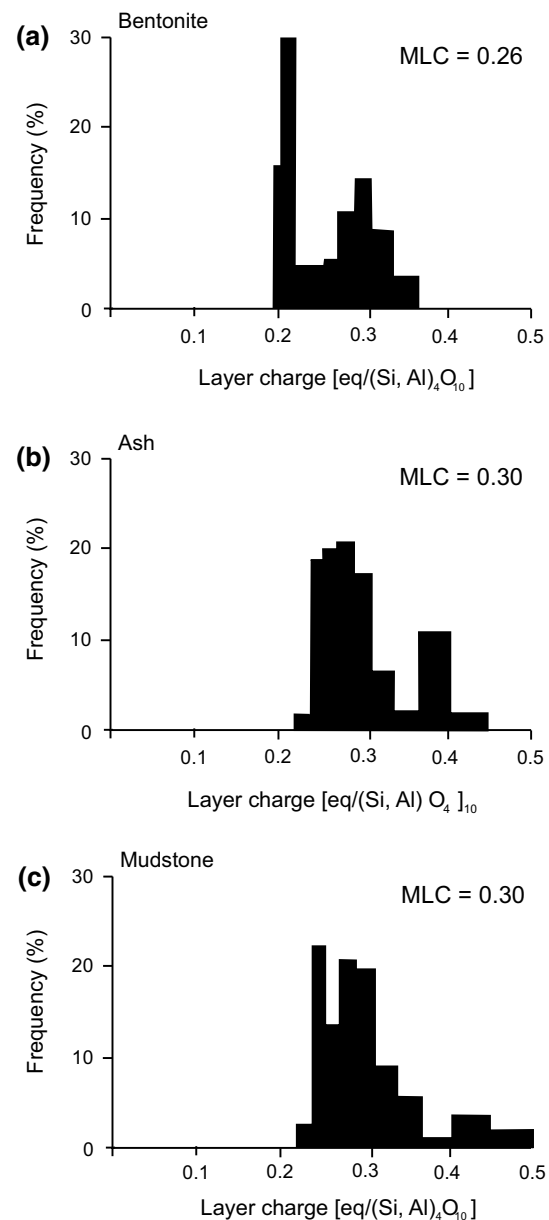 (a) Bentonite
MLC = 0.26
30
20
10
0
Frequency (%)
0.1 0.2 0.3 0.4 0.5
Layer charge [eq/(Si, Al)₄O₁₀]
(b) Ash
MLC = 0.30
30
20
10
0
Frequency (%)
0.1 0.2 0.3 0.4 0.5
Layer charge [eq/(Si, Al) O₄ ]₁₀
(c) Mudstone
MLC = 0.30
30
20
10
0
Frequency (%)
0.1 0.2 0.3 0.4 0.5
Layer charge [eq/(Si, Al)₄O₁₀]